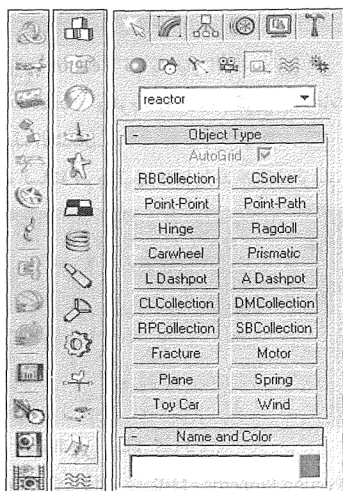 reactor
- Object Type
AutoGrid
RBCollection CSolver
Point-Point Point-Path
Hinge Ragdoll
Carwheel Prismatic
L Dashpot A Dashpot
CLCollection DMCollection
RPCollection SBCollection
Fracture Motor
Plane Spring
Toy Car Wind
- Name and Color